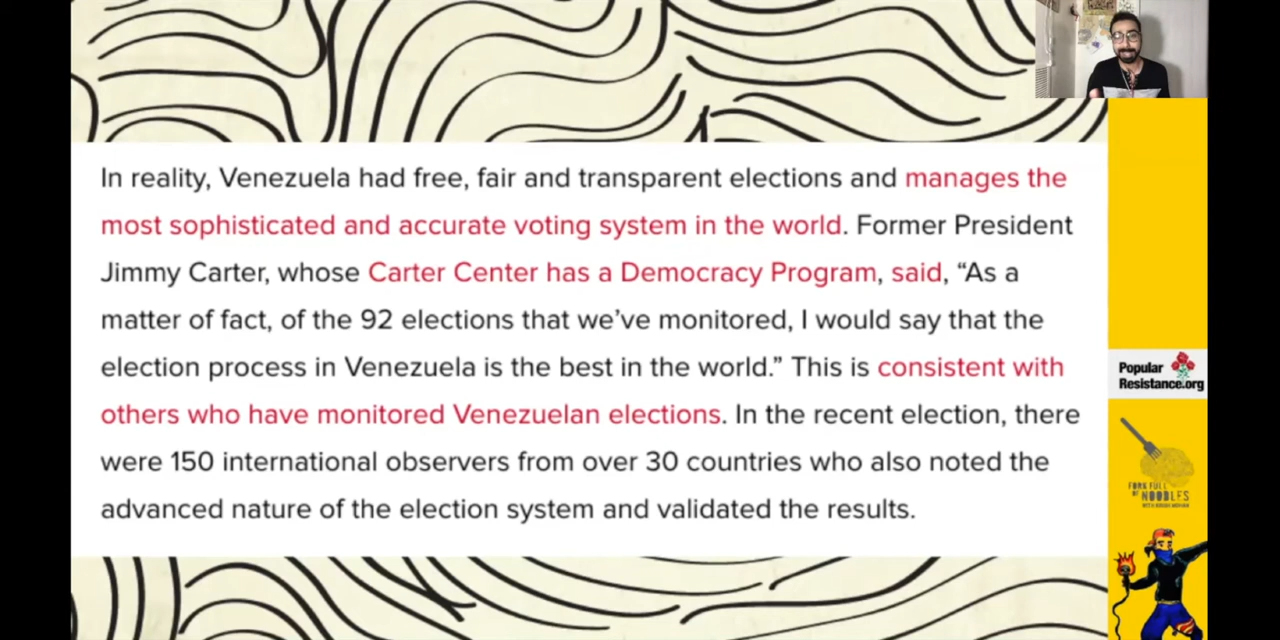 In reality, Venezuela had free, fair and transparent elections and manages the
most sophisticated and accurate voting system in the world. Former President
Jimmy Carter, whose Carter Center has a Democracy Program, said, “As a
matter of fact, of the 92 elections that we’ve monitored, I would say that the
election process in Venezuela is the best in the world.” This is consistent with
others who have monitored Venezuelan elections. In the recent election, there
were 150 international observers from over 30 countries who also noted the
advanced nature of the election system and validated the results.
Popular
Resistance.org
FORK FULL
OF NOODLES